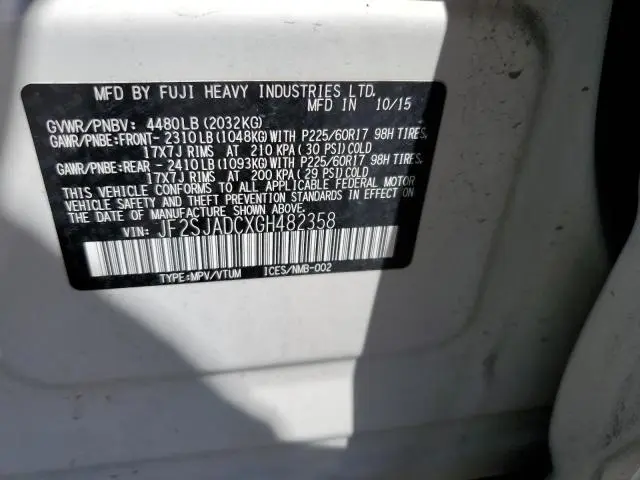 MFD BY FUJI HEAVY INDUSTRIES LTD.
MFD IN 10/15
GVWR/PNBV: 4480LB (2032KG)
GAWR/PNBE:FRONT- 2310LB(1048KG)WITH P225/60R17 98H TIRES,
17X7J RIMS AT 210 KPA ( 30 PSI)COLD
GAWR/PNBE:REAR - 2410LB(1093KG)WITH P225/60R17 98H TIRES,
17X7J RIMS AT 200 KPA ( 29 PSI)COLD
THIS VEHICLE CONFORMS TO ALL APPLICABLE FEDERAL MOTOR
VEHICLE SAFETY AND THEFT PREVENTION STANDARDS IN EFFECT ON
THE DATE OF MANUFACTURE SHOWN ABOVE.
VIN: JF2SJADCXGH482358
TYPE:MPV/VTUM ICES/NMB-002